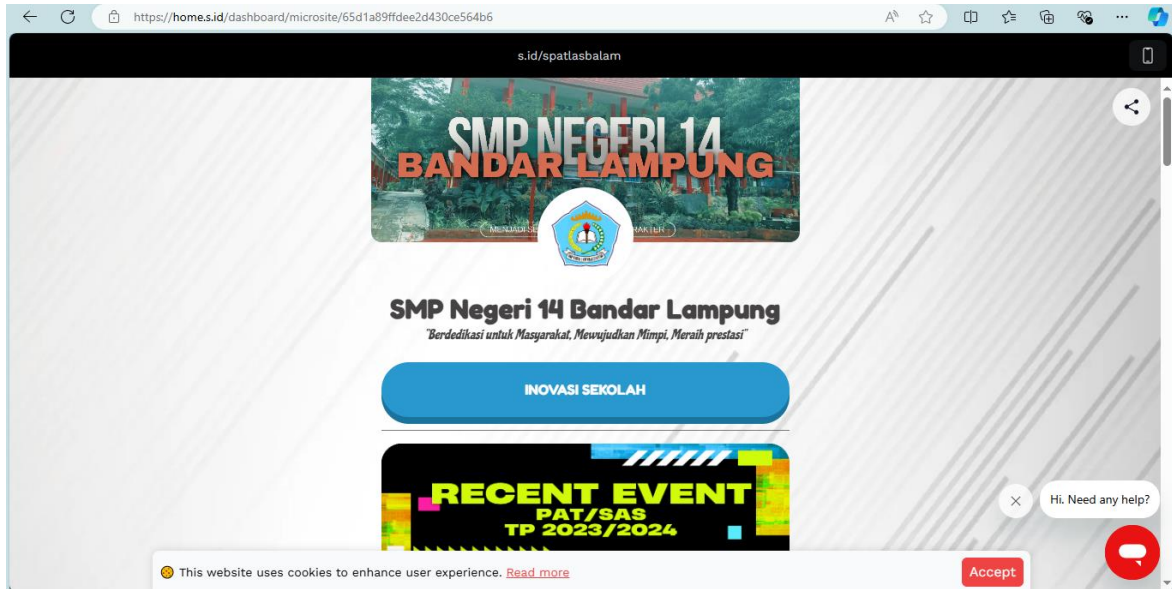 https://home.s.id/dashboard/microsite/65d1a89ffdee2d430ce564b6
s.id/spatlasbalam
SMP NEGERI 14
BANDAR LAMPUNG
MENJADI
SMP Negeri 14 Bandar Lampung
"Berdedikasi untuk Masyarakat, Mewujudkan Mimpi, Meraih prestasi"
INOVASI SEKOLAH
RECENT EVENT
PAT/SAS
TP 2023/2024
Hi. Need any help?
This website uses cookies to enhance user experience. Read more
Accept